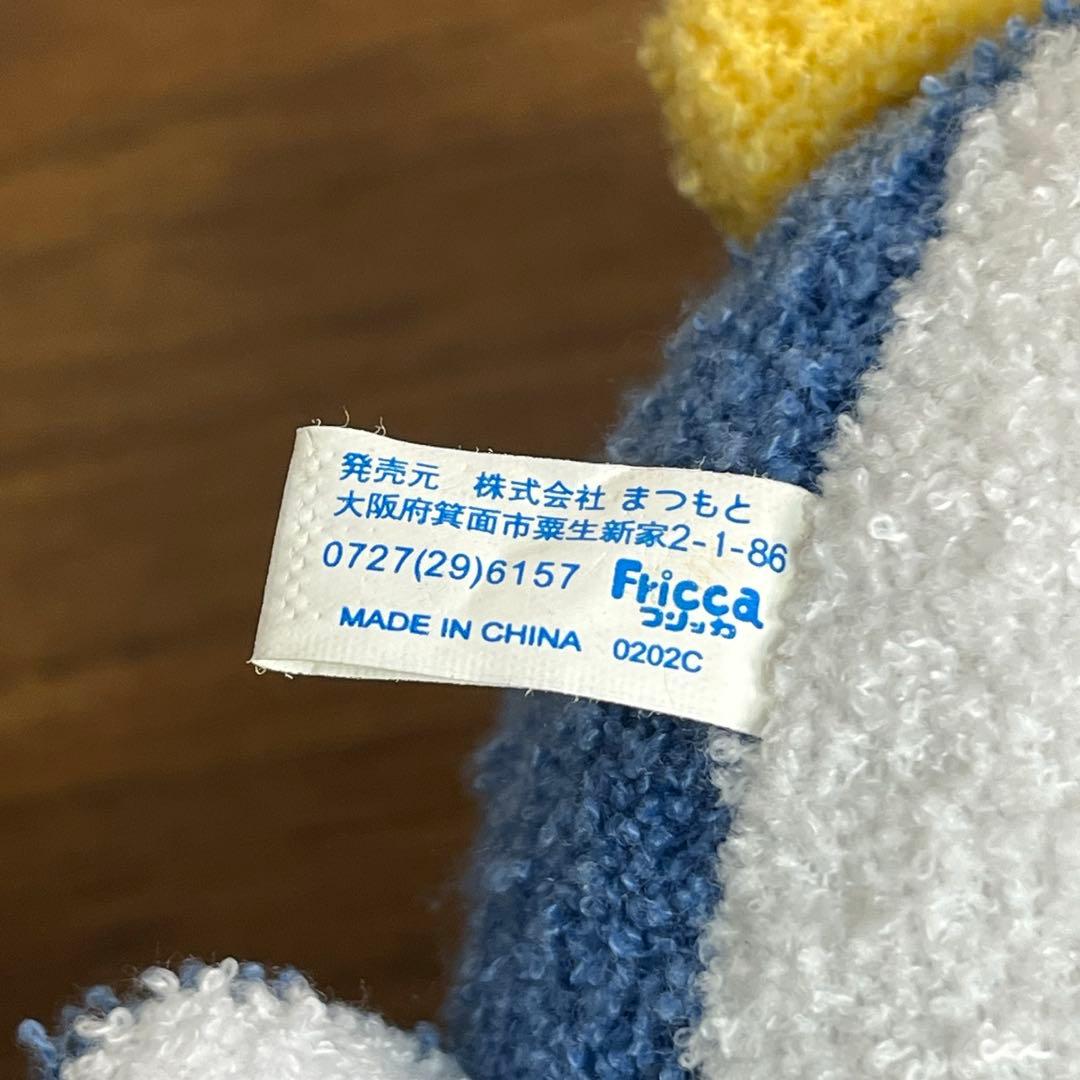 発売元 株式会社 まつもと
大阪府箕面市粟生新家2-1-86
0727(29)6157 Fricca
フリッカ
MADE IN CHINA 0202C